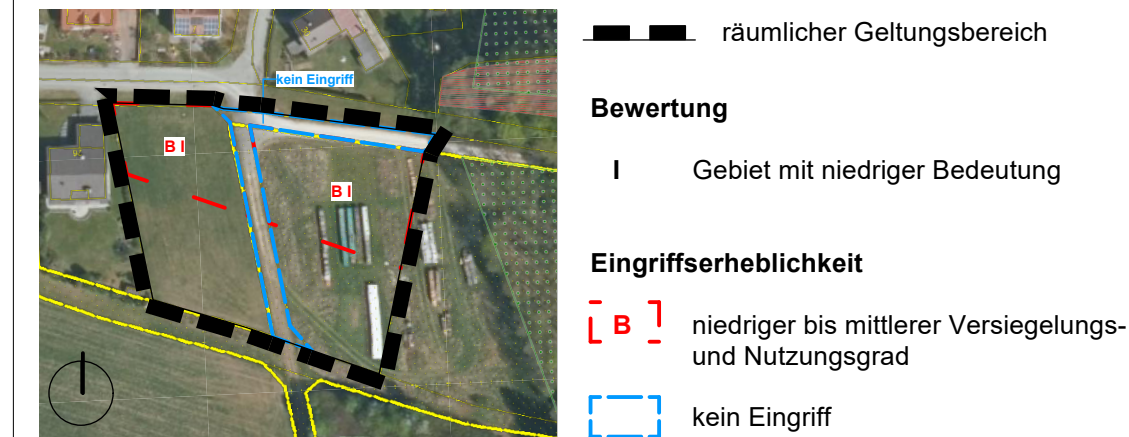 kein Eingriff
B I
B I
räumlicher Geltungsbereich
Bewertung
I Gebiet mit niedriger Bedeutung
Eingriffserheblichkeit
B niedriger bis mittlerer Versiegelungs-
und Nutzungsgrad
kein Eingriff